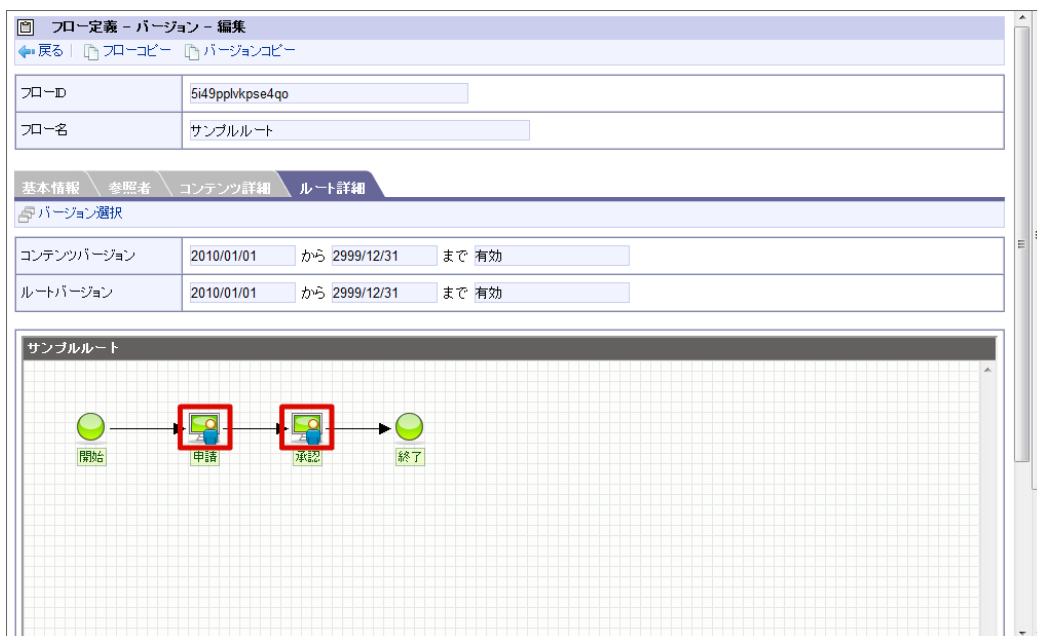 フロー定義 - バージョン - 編集
戻る フローコピー バージョンコピー
フローID 5i49pplvkpse4qo
フロー名 サンプルルート
基本情報 参照者 コンテンツ詳細 ルート詳細
バージョン選択
コンテンツバージョン 2010/01/01 から 2999/12/31 まで 有効
ルートバージョン 2010/01/01 から 2999/12/31 まで 有効
サンプルルート
開始 申請 承認 終了